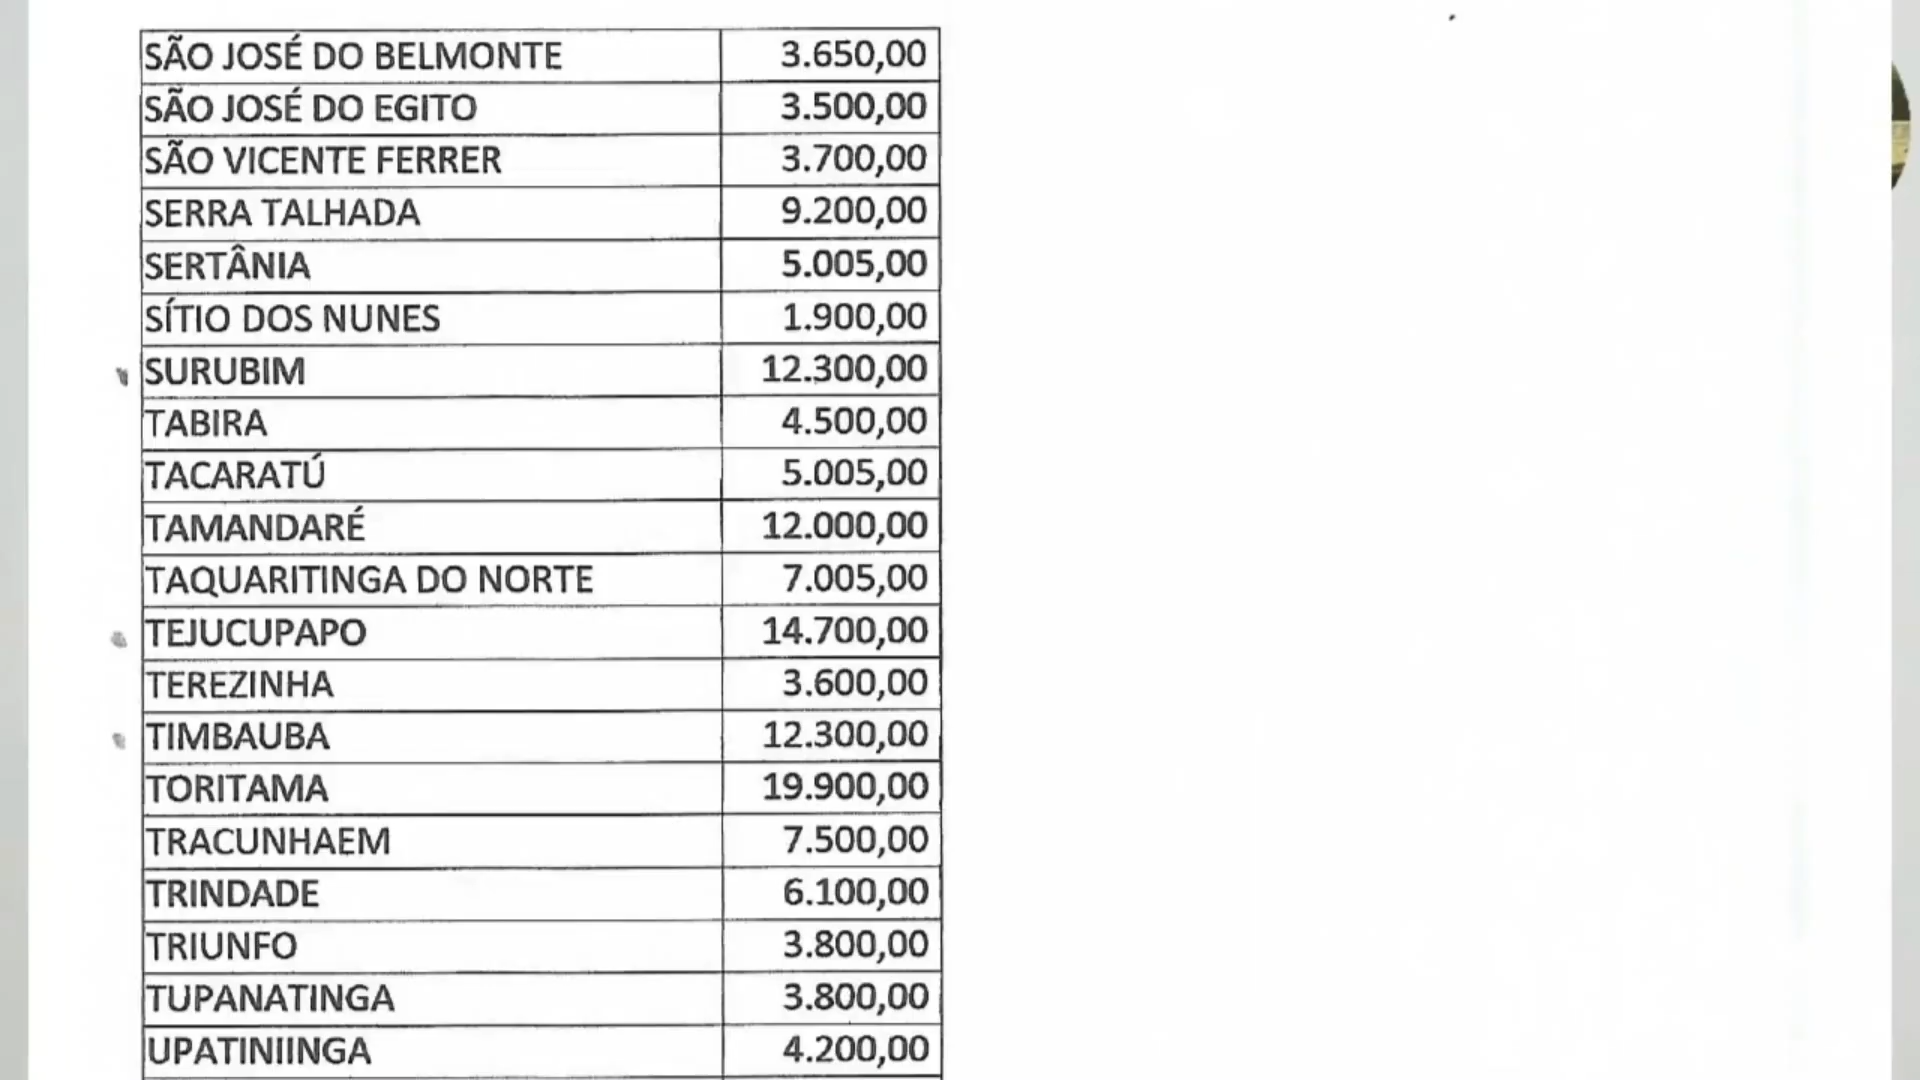 SÃO JOSÉ DO BELMONTE 3.650,00
SÃO JOSÉ DO EGITO 3.500,00
SÃO VICENTE FERRER 3.700,00
SERRA TALHADA 9.200,00
SERTÂNIA 5.005,00
SÍTIO DOS NUNES 1.900,00
SURUBIM 12.300,00
TABIRA 4.500,00
TACARATÚ 5.005,00
TAMANDARÉ 12.000,00
TAQUARITINGA DO NORTE 7.005,00
TEJUCUPAPO 14.700,00
TEREZINHA 3.600,00
TIMBAUBA 12.300,00
TORITAMA 19.900,00
TRACUNHAEM 7.500,00
TRINDADE 6.100,00
TRIUNFO 3.800,00
TUPANATINGA 3.800,00
UPATINIINGA 4.200,00